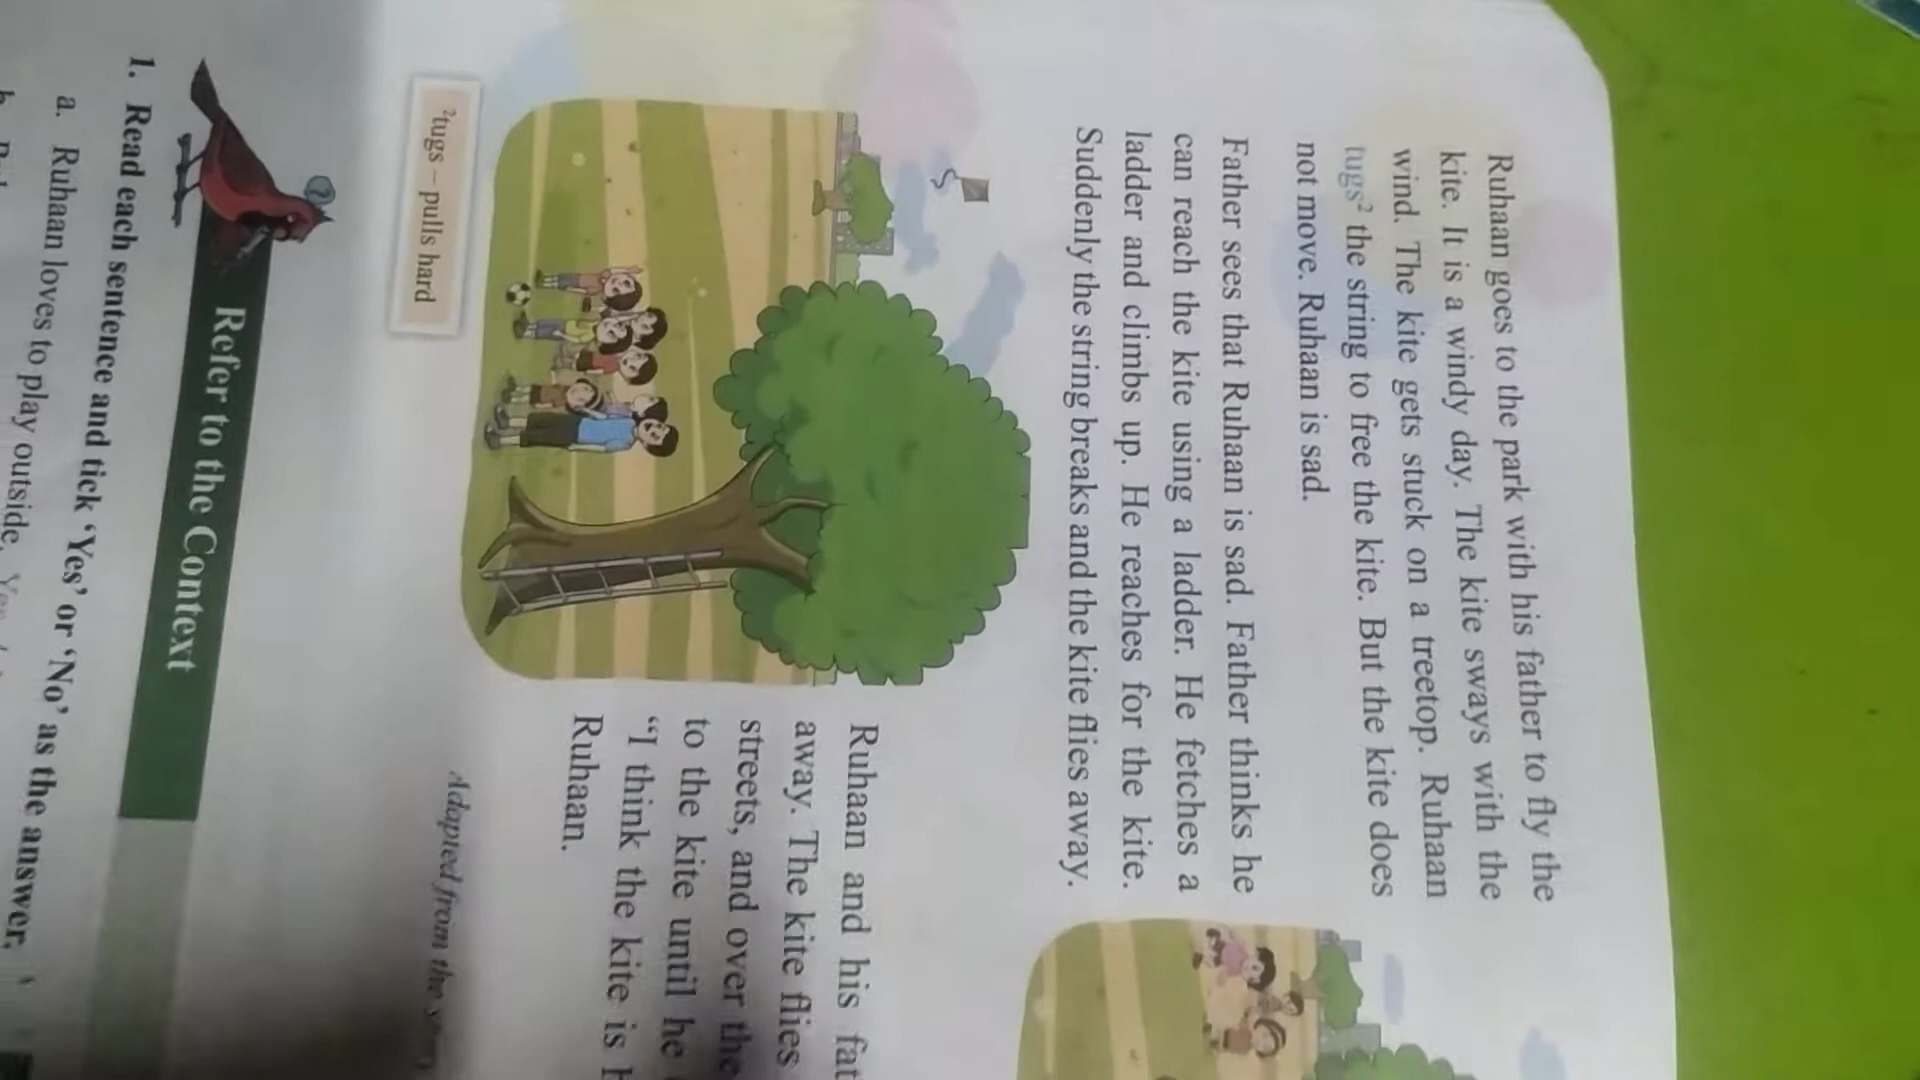 Ruhaan goes to the park with his father to fly the
kite. It is a windy day. The kite sways with the
wind. The kite gets stuck on a treetop. Ruhaan
tugs² the string to free the kite. But the kite does
not move. Ruhaan is sad.
Father sees that Ruhaan is sad. Father thinks he
can reach the kite using a ladder. He fetches a
ladder and climbs up. He reaches for the kite.
Suddenly the string breaks and the kite flies away.
Ruhaan and his
away. The kite flies
streets, and over the
to the kite until he
“I think the kite is
Ruhaan.
Adapted from the
²tugs – pulls hard
Refer to the Context
1. Read each sentence and tick ‘Yes’ or ‘No’ as the answer.
a. Ruhaan loves to play outside.